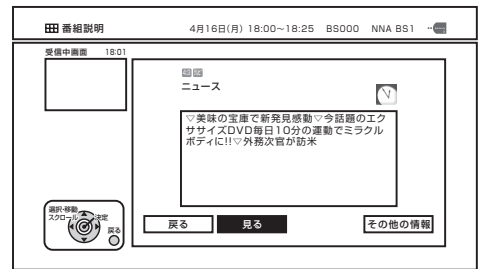 番組説明
4月16日(月) 18:00～18:25 BS000 NNA BS1
受信中画面 18:01
ニュース
▽美味の宝庫で新発見感動▽今話題のエク
ササイズDVD毎日10分の運動でミラクル
ボディに!!▽外務次官が訪米
選択・移動
スクロール 決定
戻る
戻る 見る その他の情報